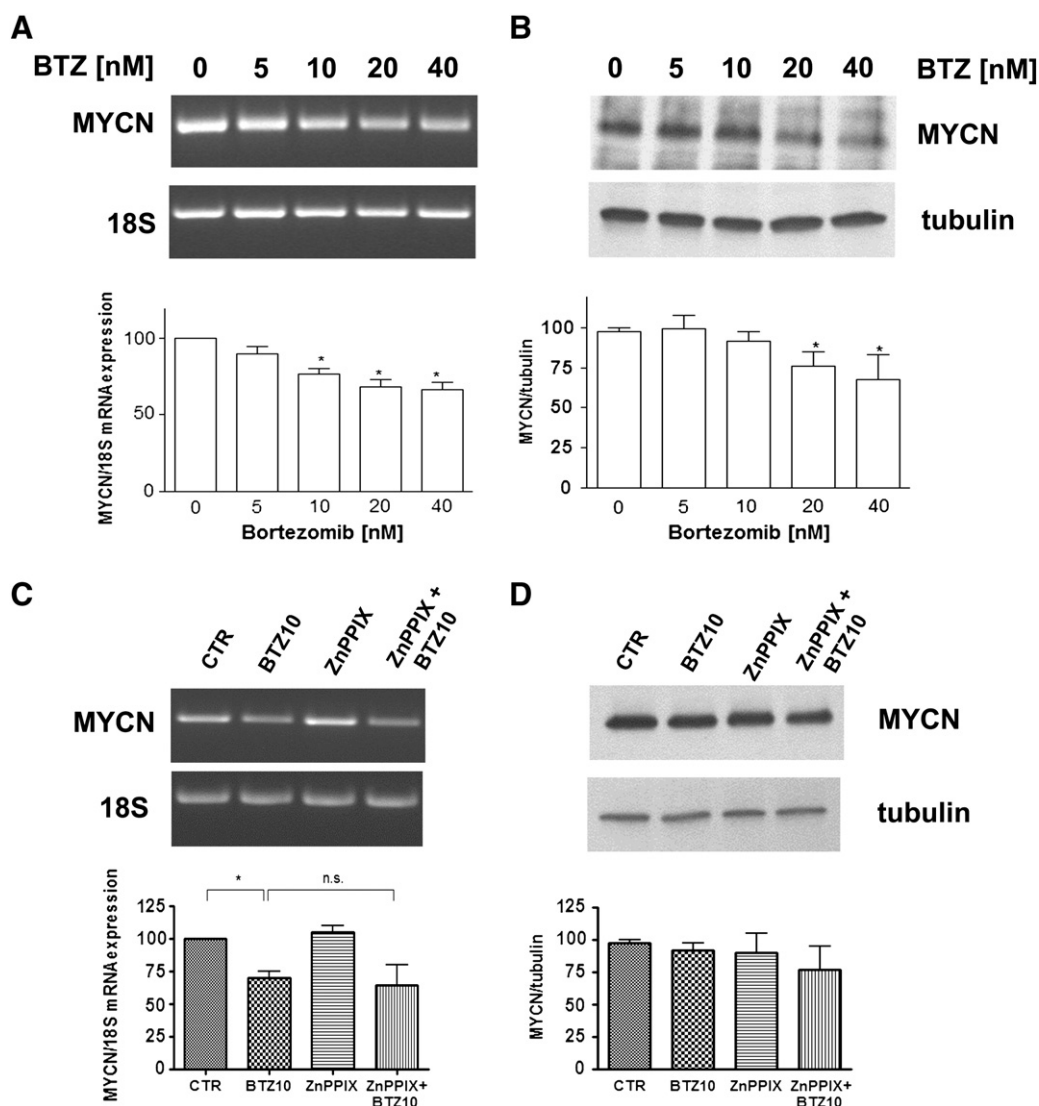 A
BTZ [nM] 0 5 10 20 40
MYCN
18S
MYCN/18S mRNA expression
100
50
0
*
*
*
0 5 10 20 40
Bortezomib [nM]
B
0 5 10 20 40 BTZ [nM]
MYCN
tubulin
MYCN/tubulin
125
100
75
50
25
0
*
*
0 5 10 20 40
Bortezomib [nM]
C
CTR BTZ10 ZnPPIX ZnPPIX +
BTZ10
MYCN
18S
MYCN/18S mRNA expression
125
100
75
50
25
0
*
n.s.
CTR BTZ10 ZnPPIX ZnPPIX+
BTZ10
D
CTR BTZ10 ZnPPIX ZnPPIX +
BTZ10
MYCN
tubulin
MYCN/tubulin
125
100
75
50
25
0
CTR BTZ10 ZnPPIX ZnPPIX+
BTZ10